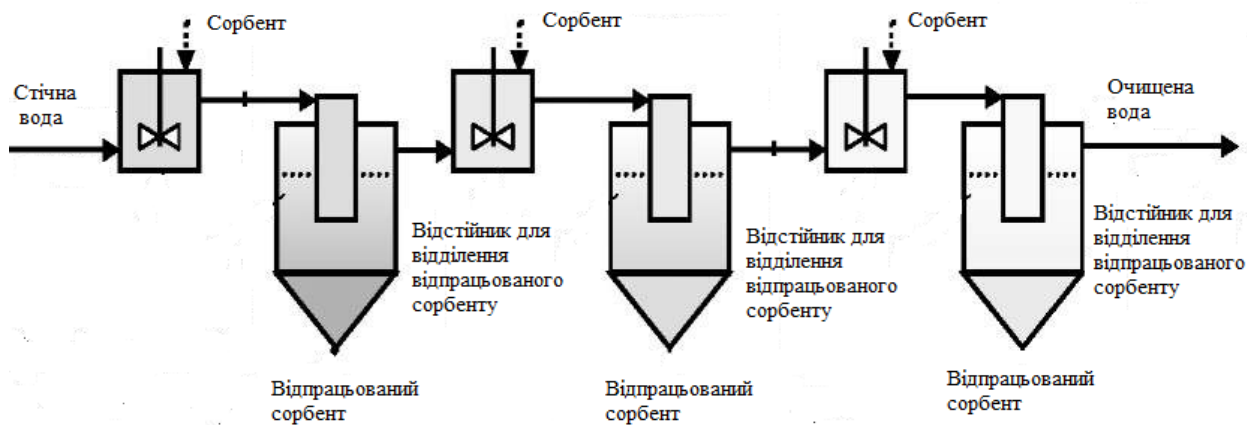 Сорбент
Сорбент
Сорбент
Стічна
вода
Очищена
вода
Відстійник для
відділення
відпрацьованого
сорбенту
Відстійник для
відділення
відпрацьованого
сорбенту
Відстійник для
відділення
відпрацьованого
сорбенту
Відпрацьований
сорбент
Відпрацьований
сорбент
Відпрацьований
сорбент